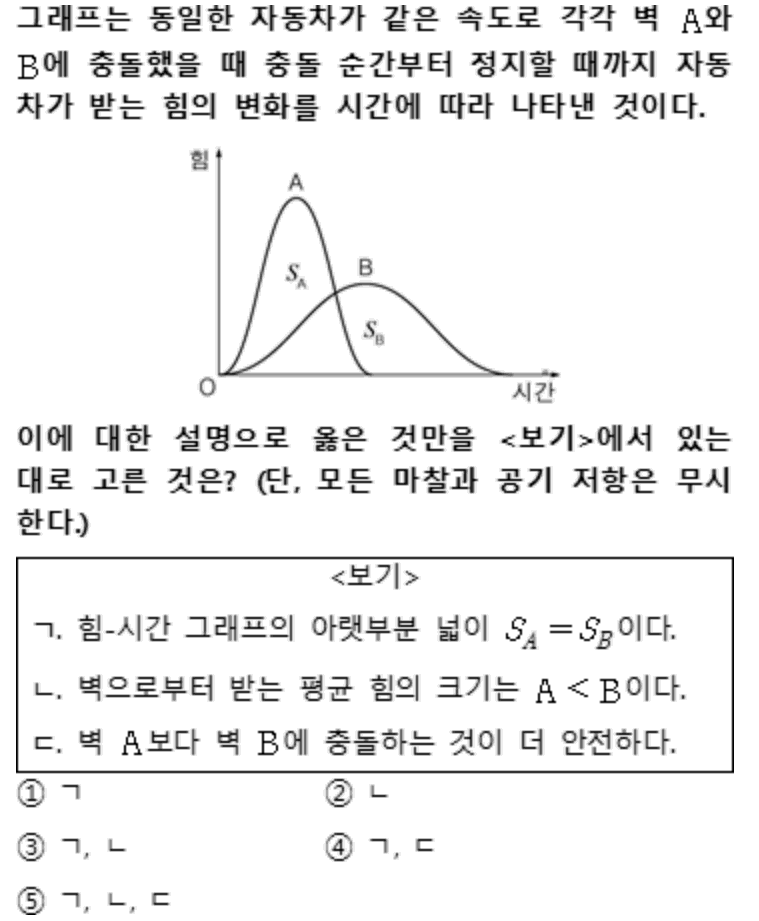 그래프는 동일한 자동차가 같은 속도로 각각 벽 A와
B에 충돌했을 때 충돌 순간부터 정지할 때까지 자동
차가 받는 힘의 변화를 시간에 따라 나타낸 것이다.
힘
A
S_A
B
S_B
O
시간
이에 대한 설명으로 옳은 것만을 <보기>에서 있는
대로 고른 것은? (단, 모든 마찰과 공기 저항은 무시
한다.)
<보기>
ㄱ. 힘-시간 그래프의 아랫부분 넓이 S_A = S_B이다.
ㄴ. 벽으로부터 받는 평균 힘의 크기는 A < B이다.
ㄷ. 벽 A보다 벽 B에 충돌하는 것이 더 안전하다.
① ㄱ ② ㄴ
③ ㄱ, ㄴ ④ ㄱ, ㄷ
⑤ ㄱ, ㄴ, ㄷ